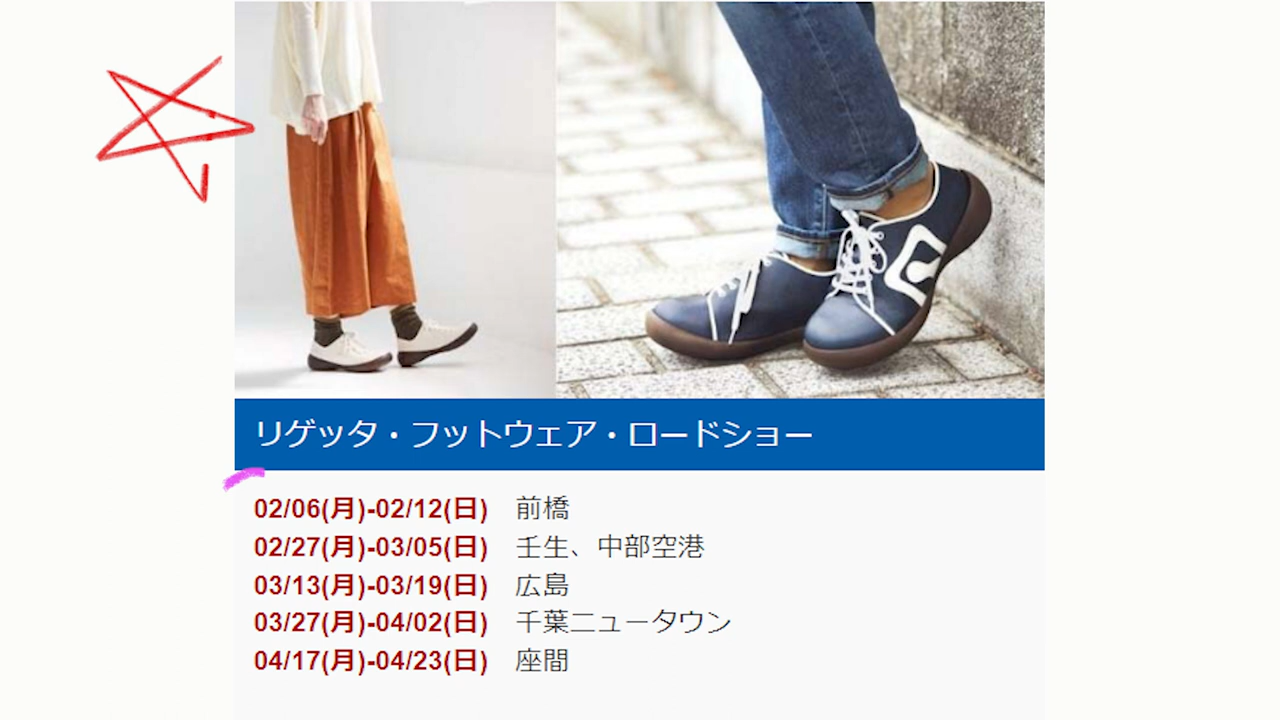 リゲッタ・フットウェア・ロードショー
02/06(月)-02/12(日) 前橋
02/27(月)-03/05(日) 壬生、中部空港
03/13(月)-03/19(日) 広島
03/27(月)-04/02(日) 千葉ニュータウン
04/17(月)-04/23(日) 座間